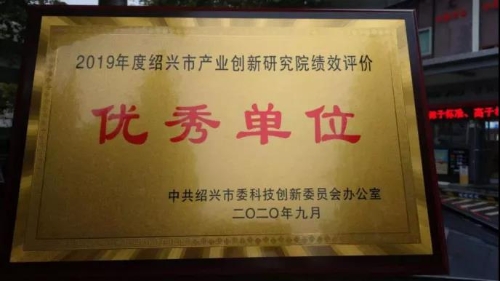 2019年度绍兴市产业创新研究院绩效评价
优秀单位
中共绍兴市委科技创新委员会办公室
二〇二〇年九月